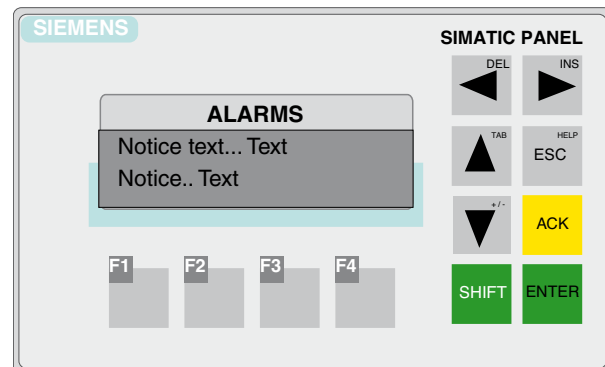 SIEMENS
SIMATIC PANEL
DEL
INS
ALARMS
Notice text... Text
Notice.. Text
TAB
HELP
ESC
+/-
ACK
F1
F2
F3
F4
SHIFT
ENTER